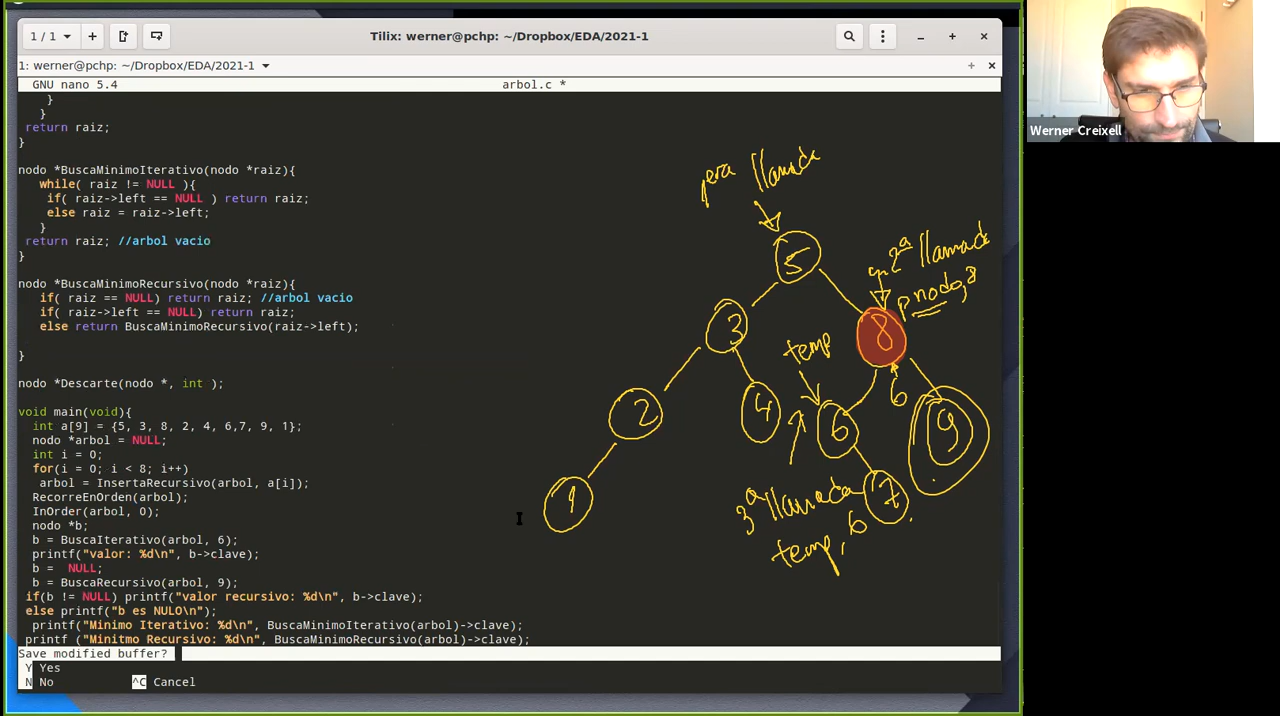 1 / 1
Tilix: werner@pchp: ~/Dropbox/EDA/2021-1
1: werner@pchp: ~/Dropbox/EDA/2021-1
GNU nano 5.4 arbol.c *
}
}
return raiz;
}
nodo *BuscaMinimoIterativo(nodo *raiz){
while( raiz != NULL ){
if( raiz->left == NULL ) return raiz;
else raiz = raiz->left;
}
return raiz; //arbol vacio
}
nodo *BuscaMinimoRecursivo(nodo *raiz){
if( raiz == NULL) return raiz; //arbol vacio
if( raiz->left == NULL) return raiz;
else return BuscaMinimoRecursivo(raiz->left);
}
nodo *Descarte(nodo *, int );
void main(void){
int a[9] = {5, 3, 8, 2, 4, 6,7, 9, 1};
nodo *arbol = NULL;
int i = 0;
for(i = 0; i < 8; i++)
arbol = InsertaRecursivo(arbol, a[i]);
RecorreEnOrden(arbol);
InOrder(arbol, 0);
nodo *b;
b = BuscaIterativo(arbol, 6);
printf("valor: %d\n", b->clave);
b =  NULL;
b = BuscaRecursivo(arbol, 9);
if(b != NULL) printf("valor recursivo: %d\n", b->clave);
else printf("b es NULO\n");
printf("Minimo Iterativo: %d\n", BuscaMinimoIterativo(arbol)->clave);
printf ("Minitmo Recursivo: %d\n", BuscaMinimoRecursivo(arbol)->clave);
Save modified buffer?
Y Yes
N No ^C Cancel
1era llamada
5
2a llamada
pnodo, 8
3
8
temp
6
2
4
6
9
1
7
3a llamada
temp, 6
Werner Creixell